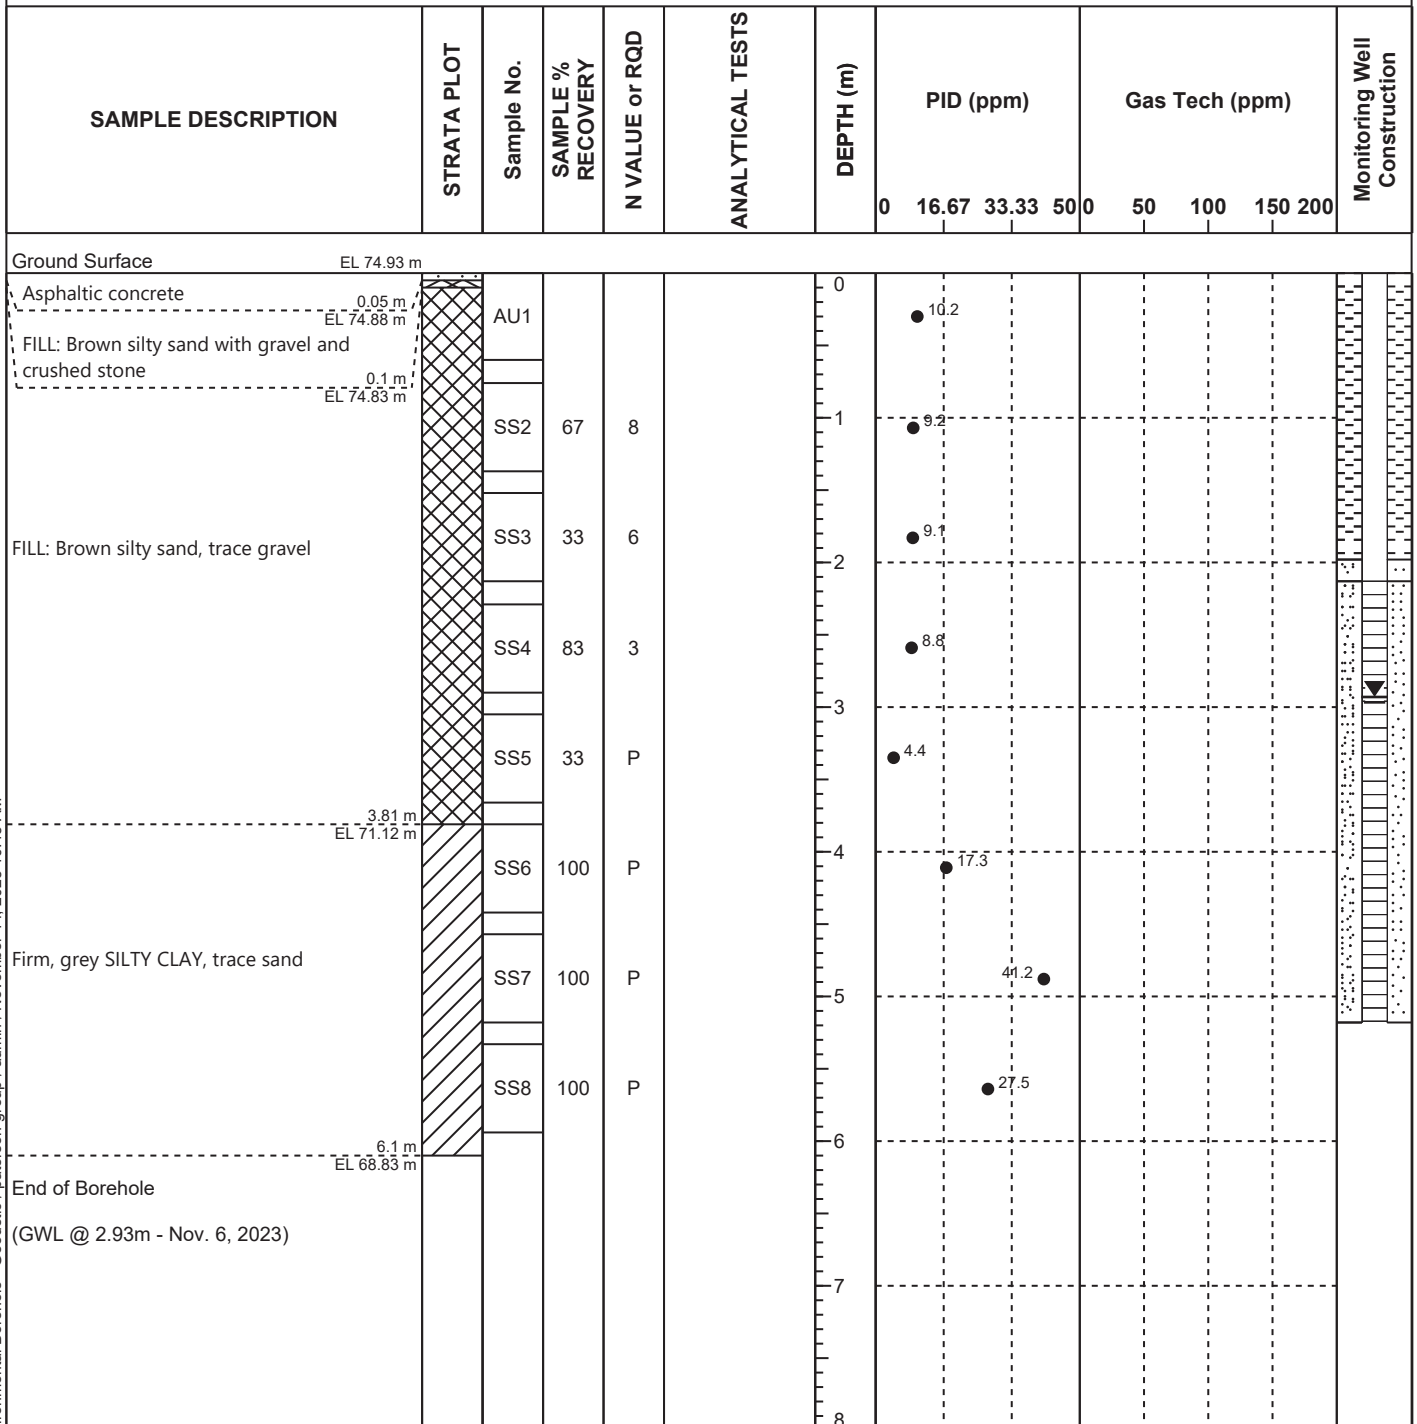 SAMPLE DESCRIPTION
STRATA PLOT
Sample No.
SAMPLE %
RECOVERY
N VALUE or RQD
ANALYTICAL TESTS
DEPTH (m)
PID (ppm)
0 16.67 33.33 50
Gas Tech (ppm)
0 50 100 150 200
Monitoring Well
Construction
Ground Surface EL 74.93 m
Asphaltic concrete
0.05 m
EL 74.88 m
FILL: Brown silty sand with gravel and
crushed stone
0.1 m
EL 74.83 m
0
AU1
10.2
1
SS2 67 8
9.2
FILL: Brown silty sand, trace gravel
SS3 33 6
9.1
2
SS4 83 3
8.8
3
SS5 33 P
4.4
3.81 m
EL 71.12 m
4
SS6 100 P
17.3
Firm, grey SILTY CLAY, trace sand
SS7 100 P
41.2
5
SS8 100 P
27.5
6
6.1 m
EL 68.83 m
End of Borehole
(GWL @ 2.93m - Nov. 6, 2023)
7
8